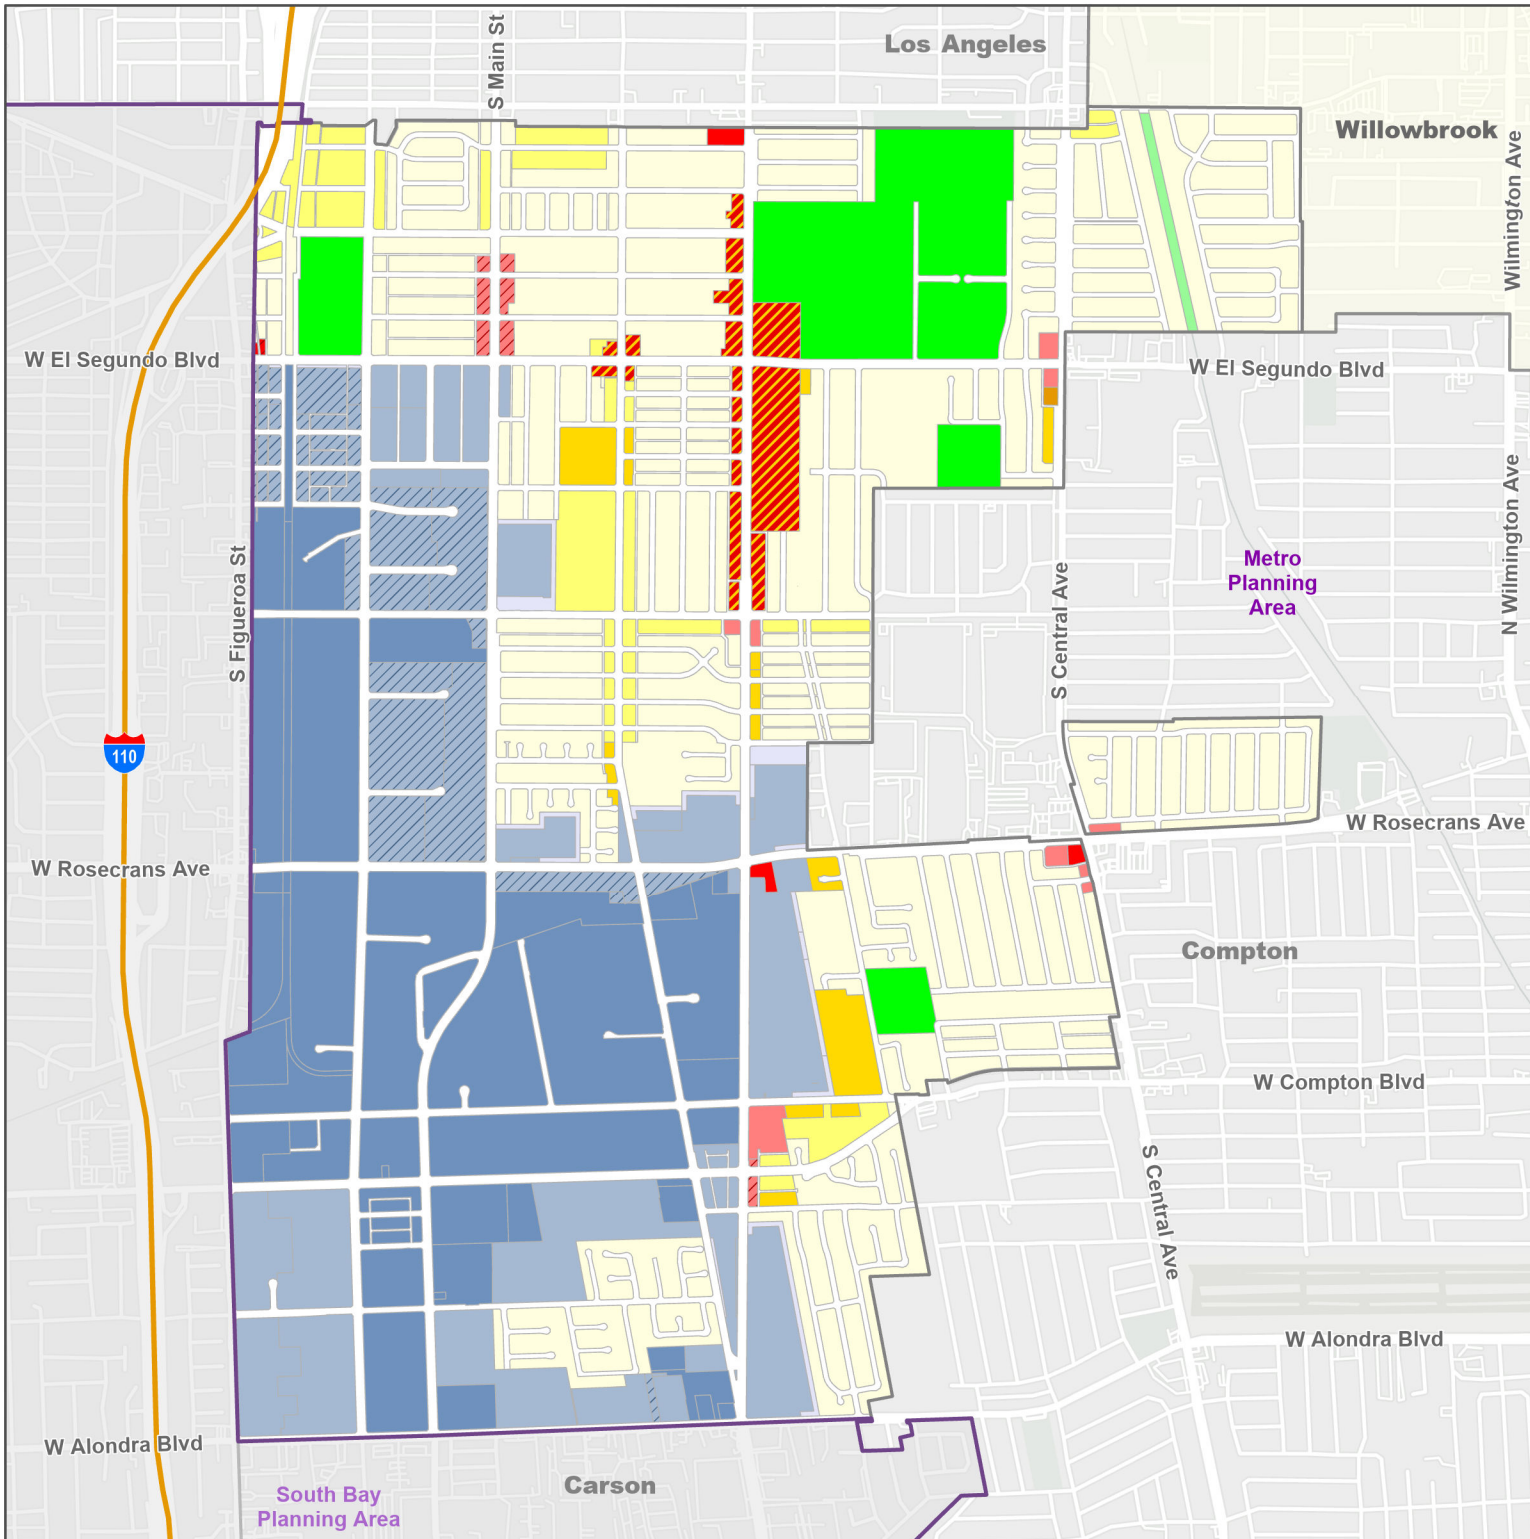 Los Angeles
S Main St
Willowbrook
Wilmington Ave
W El Segundo Blvd
W El Segundo Blvd
S Figueroa St
Metro
Planning
Area
S Central Ave
N Wilmington Ave
110
W Rosecrans Ave
W Rosecrans Ave
Compton
W Compton Blvd
S Central Ave
W Alondra Blvd
W Alondra Blvd
Carson
South Bay
Planning Area